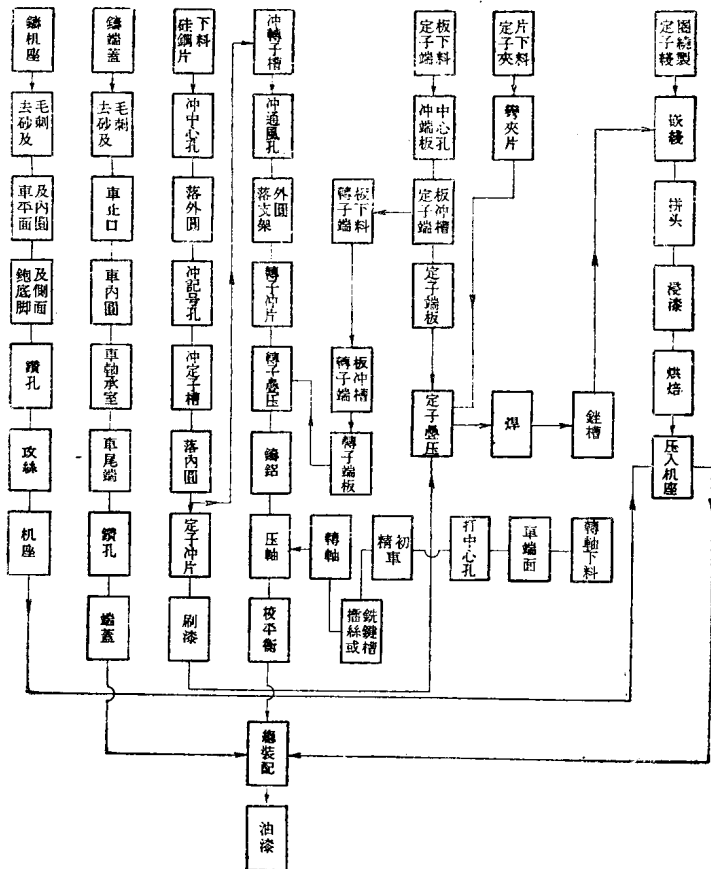 鑄机座
去砂及毛刺
車平面及內圓
鉋底脚及側面
鑽孔
攻絲
机座
鑄端蓋
去砂及毛刺
車止口
車內圓
車軸承室
車尾端
鑽孔
端蓋
硅鋼片下料
冲中心孔
落外圓
冲記号孔
冲定子槽
落內圓
定子冲片
刷漆
冲轉子槽
冲通風孔
落支架外圓
轉子冲片
轉子叠压
鑄鋁
压軸
校平衡
總裝配
油漆
轉子端板下料
轉子端板冲槽
轉子端板
轉軸
擂絲或銑鍵槽
精初車
打中心孔
車端面
轉軸下料
定子端板下料
冲端板中心孔
定子端板冲槽
定子端板
定子叠压
焊
銼槽
定子夾片下料
弯夾片
定子綫圈繞製
嵌綫
拼头
浸漆
烘焙
压入机座